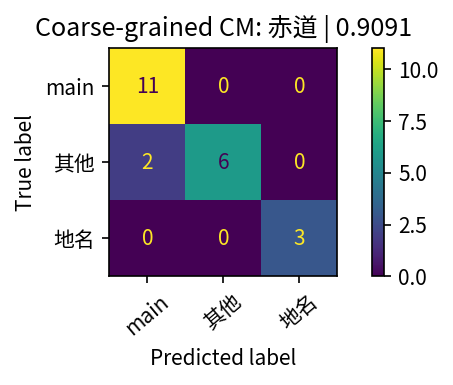 Coarse-grained CM: 赤道 | 0.9091
True label
main 11 0 0
其他 2 6 0
地名 0 0 3
main 其他 地名
Predicted label
10.0
7.5
5.0
2.5
0.0